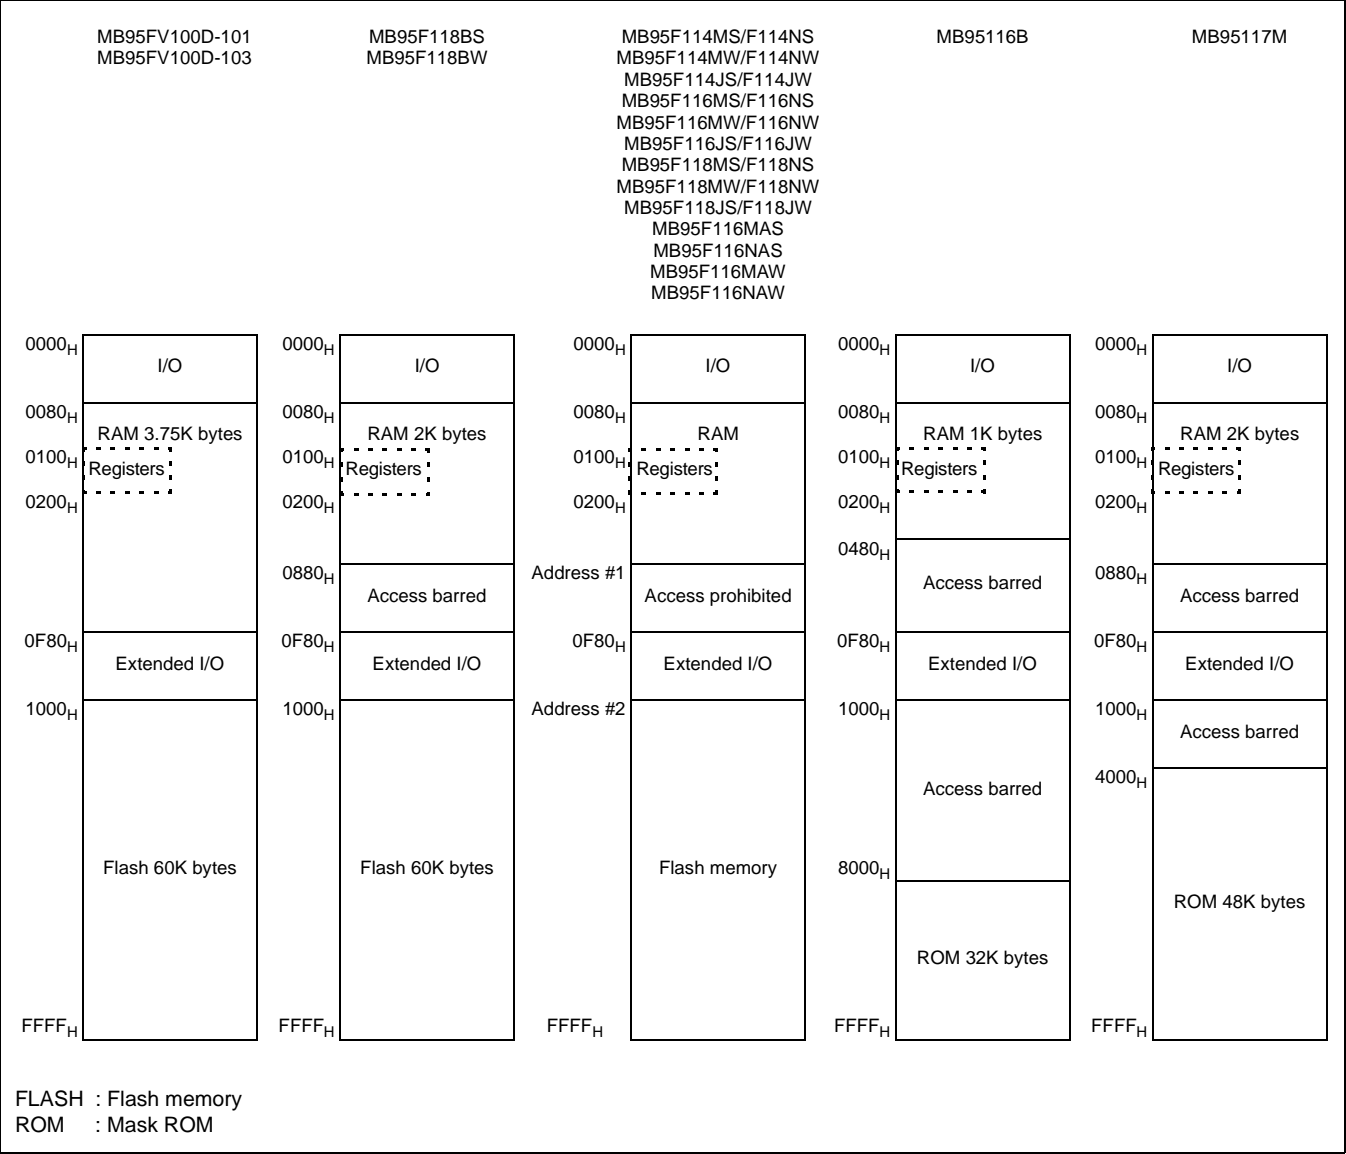 MB95FV100D-101
MB95FV100D-103
MB95F118BS
MB95F118BW
MB95F114MS/F114NS
MB95F114MW/F114NW
MB95F114JS/F114JW
MB95F116MS/F116NS
MB95F116MW/F116NW
MB95F116JS/F116JW
MB95F118MS/F118NS
MB95F118MW/F118NW
MB95F118JS/F118JW
MB95F116MAS
MB95F116NAS
MB95F116MAW
MB95F116NAW
MB95116B
MB95117M
0000H
I/O
0080H
RAM 3.75K bytes
0100H
Registers
0200H
0F80H
Extended I/O
1000H
Flash 60K bytes
FFFFH
0000H
I/O
0080H
RAM 2K bytes
0100H
Registers
0200H
0880H
Access barred
0F80H
Extended I/O
1000H
Flash 60K bytes
FFFFH
0000H
I/O
0080H
RAM
0100H
Registers
0200H
Address #1
Access prohibited
0F80H
Extended I/O
Address #2
Flash memory
FFFFH
0000H
I/O
0080H
RAM 1K bytes
0100H
Registers
0200H
0480H
Access barred
0F80H
Extended I/O
1000H
Access barred
8000H
ROM 32K bytes
FFFFH
0000H
I/O
0080H
RAM 2K bytes
0100H
Registers
0200H
0880H
Access barred
0F80H
Extended I/O
1000H
Access barred
4000H
ROM 48K bytes
FFFFH
FLASH : Flash memory
ROM : Mask ROM